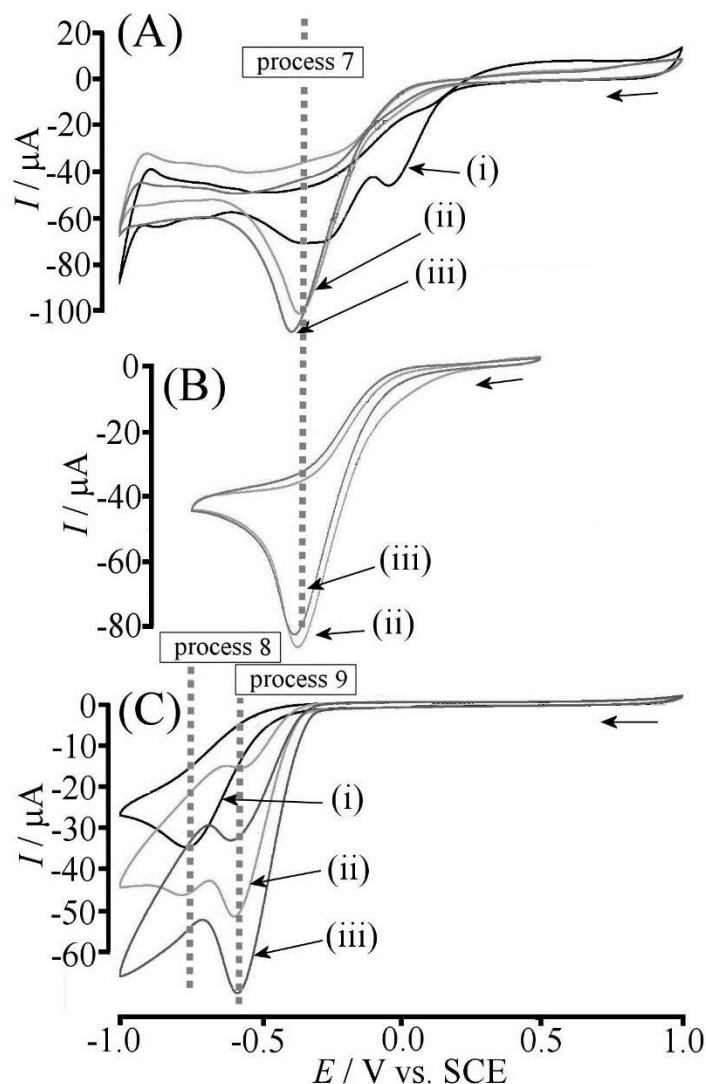 (A)
process 7
20
0
-20
-40
-60
-80
-100
I / µA
(i)
(ii)
(iii)
(B)
0
-20
-40
-60
-80
I / µA
(iii)
(ii)
process 8
process 9
(C)
0
-10
-20
-30
-40
-50
-60
I / µA
(i)
(ii)
(iii)
-1.0 -0.5 0.0 0.5 1.0
E / V vs. SCE